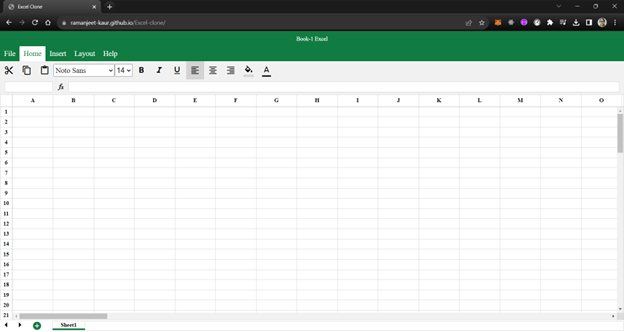 Excel Clone
ramanjeet-kaur.github.io/Excel-clone/
Book-1 Excel
File Home Insert Layout Help
Noto Sans 14 B I U A
fx
A B C D E F G H I J K L M N O
1
2
3
4
5
6
7
8
9
10
11
12
13
14
15
16
17
18
19
20
21
Sheet1